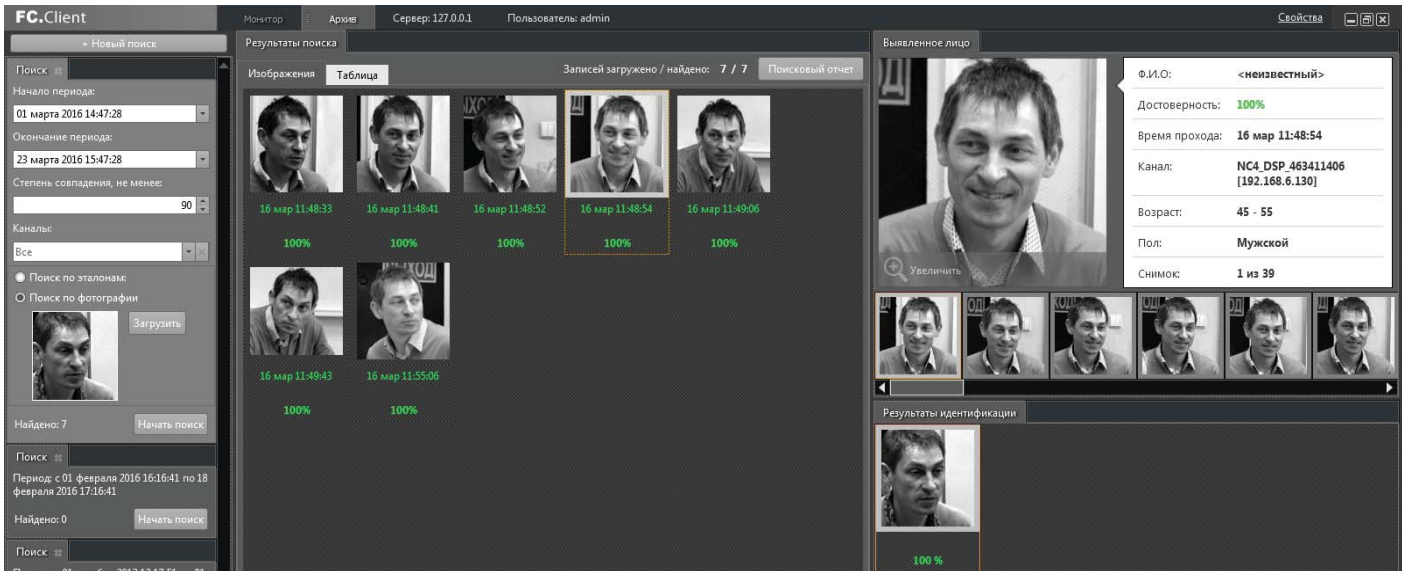 FC.Client
Монитор
Архив
Сервер: 127.0.0.1
Пользователь: admin
Свойства
+ Новый поиск
Поиск
Начало периода:
01 марта 2016 14:47:28
Окончание периода:
23 марта 2016 15:47:28
Степень совпадения, не менее:
90
Каналы:
Все
Поиск по эталонам:
Поиск по фотографии
Загрузить
Найдено: 7
Начать поиск
Поиск
Период: с 01 февраля 2016 16:16:41 по 18
февраля 2016 17:16:41
Найдено: 0
Начать поиск
Поиск
Результаты поиска
Изображения
Таблица
Записей загружено / найдено: 7 / 7
Поисковый отчет
16 мар 11:48:33
16 мар 11:48:41
16 мар 11:48:52
16 мар 11:48:54
16 мар 11:49:06
100%
100%
100%
100%
100%
16 мар 11:49:43
16 мар 11:55:06
100%
100%
Выявленное лицо
Увеличить
Ф.И.О: <неизвестный>
Достоверность: 100%
Время прохода: 16 мар 11:48:54
Канал: NC4_DSP_463411406
[192.168.6.130]
Возраст: 45 - 55
Пол: Мужской
Снимок: 1 из 39
Результаты идентификации
100 %